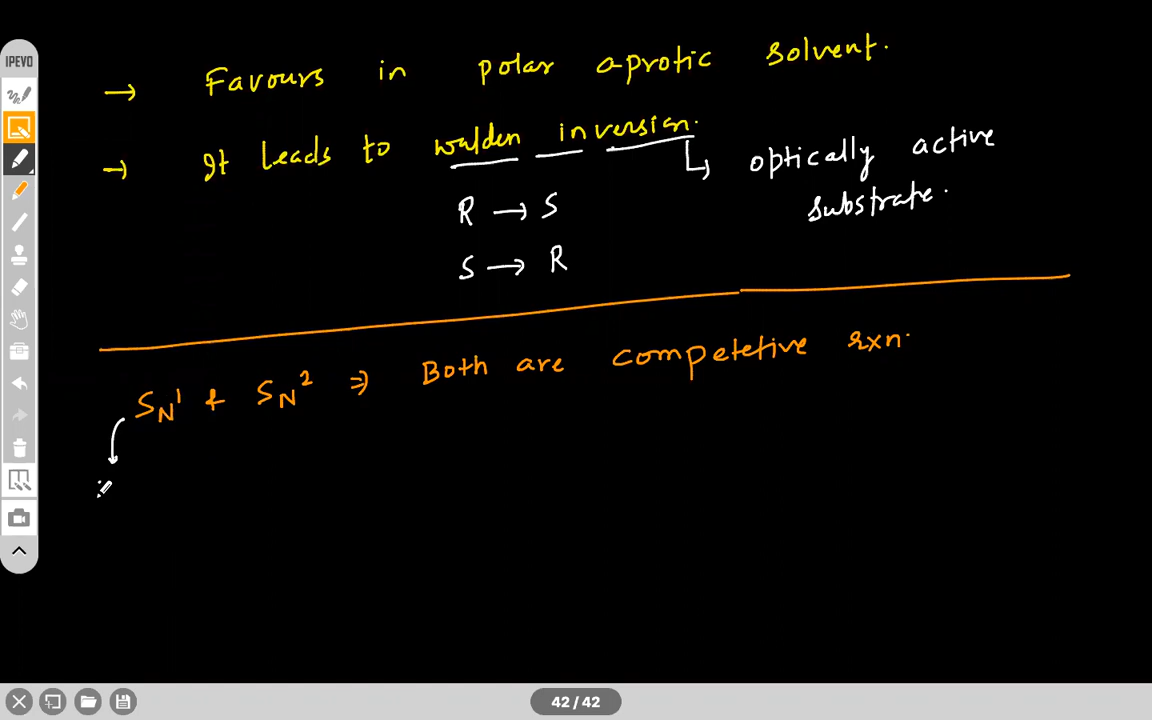 IPEVO
→ Favours in polar aprotic solvent.
→ It leads to walden inversion.
↳ optically active
substrate.
R → S
S → R
SN¹ & SN² ⇒ Both are competetive rxn.
42 / 42